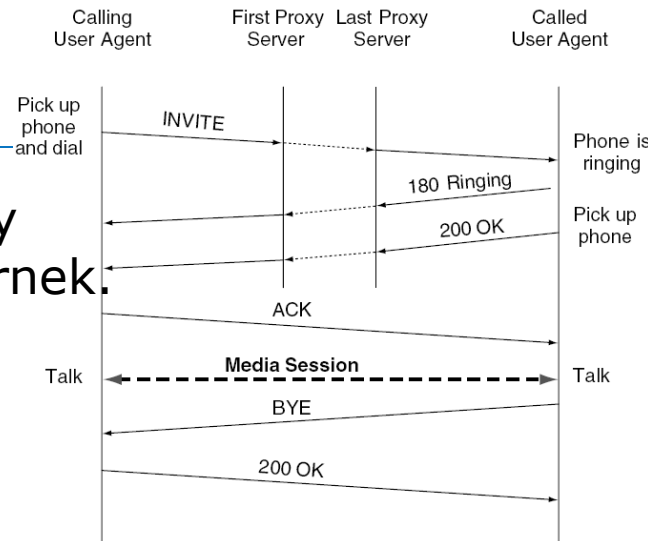 Calling
User Agent
First Proxy
Server
Last Proxy
Server
Called
User Agent
Pick up
phone
and dial
INVITE
Phone is
ringing
180 Ringing
y
Pick up
phone
200 OK
rnek.
ACK
Talk
Media Session
Talk
BYE
200 OK